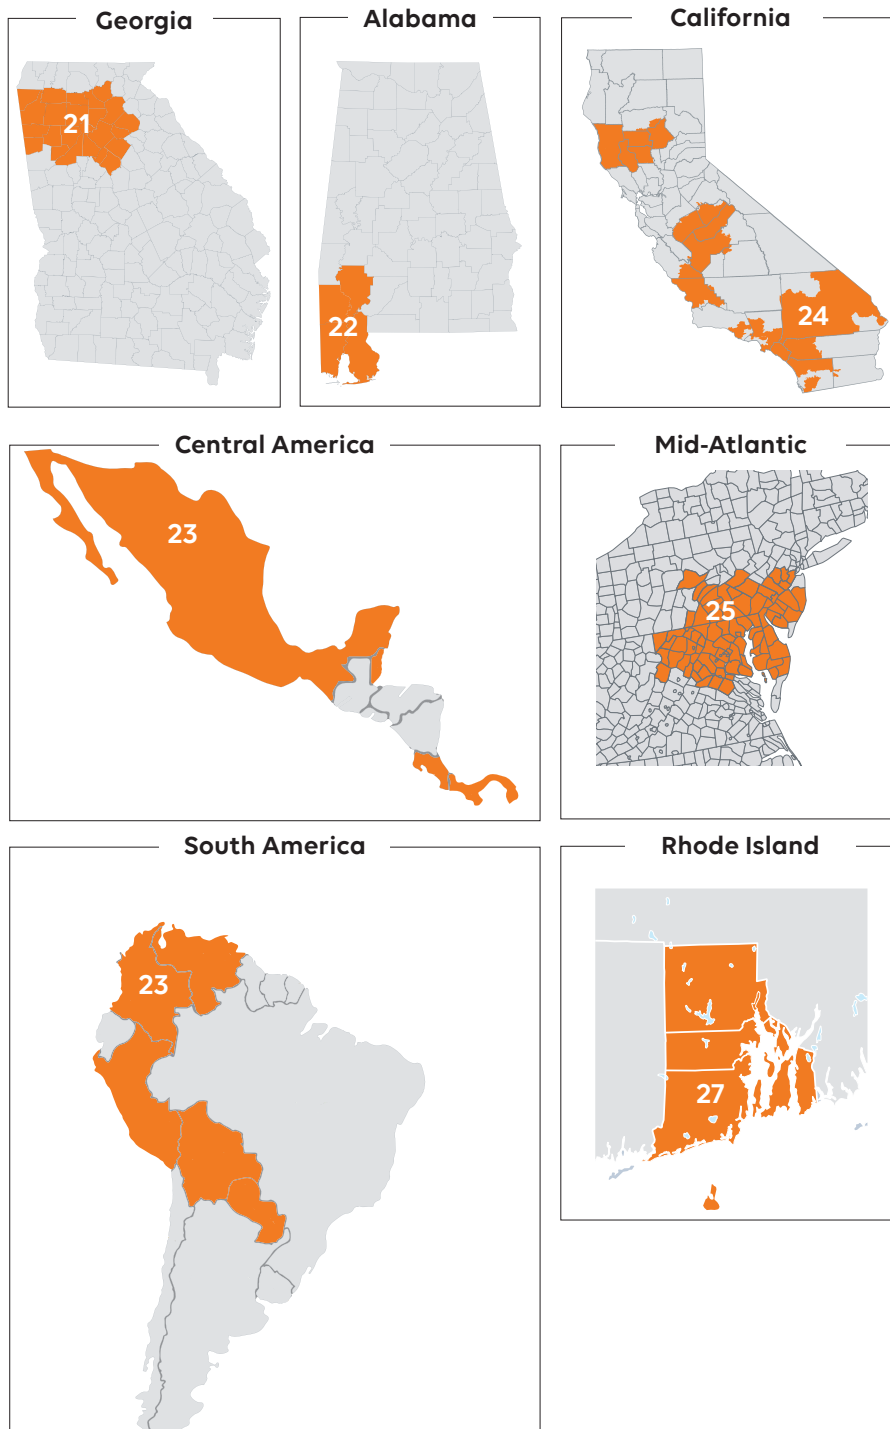 Georgia
21
Alabama
22
California
24
Central America
23
Mid-Atlantic
25
South America
23
Rhode Island
27